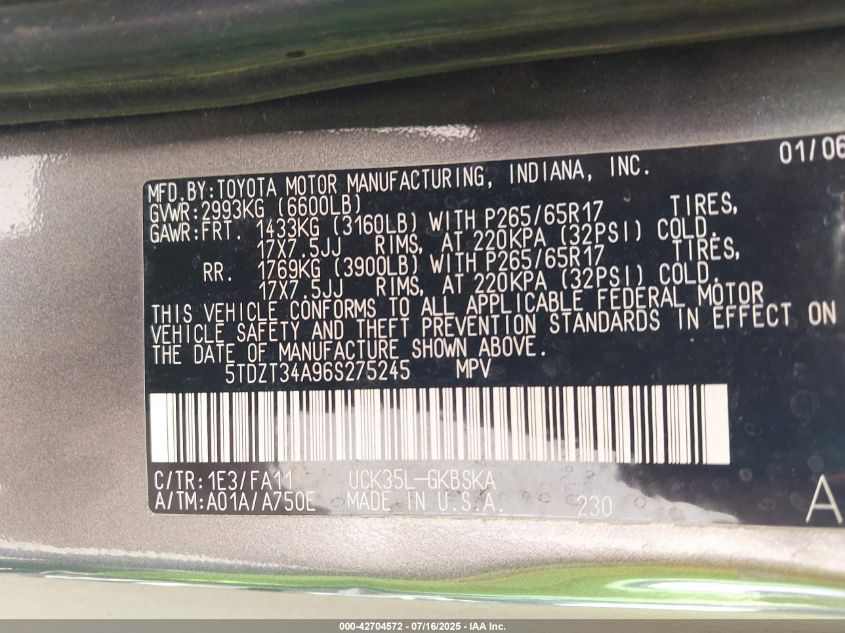 01/06
MFD.BY:TOYOTA MOTOR MANUFACTURING, INDIANA, INC.
GVWR:2993KG (6600LB)
GAWR:FRT. 1433KG (3160LB) WITH P265/65R17 TIRES,
17X7.5JJ RIMS, AT 220KPA (32PSI) COLD.
RR. 1769KG (3900LB) WITH P265/65R17 TIRES,
17X7.5JJ RIMS, AT 220KPA (32PSI) COLD.
THIS VEHICLE CONFORMS TO ALL APPLICABLE FEDERAL MOTOR
VEHICLE SAFETY AND THEFT PREVENTION STANDARDS IN EFFECT ON
THE DATE OF MANUFACTURE SHOWN ABOVE.
5TDZT34A96S275245 MPV
C/TR:1E3/FA11 UCK35L-GKBSKA
A/TM:A01A/A750E MADE IN U.S.A. 230
A
000-42704572 - 07/16/2025 - IAA Inc.